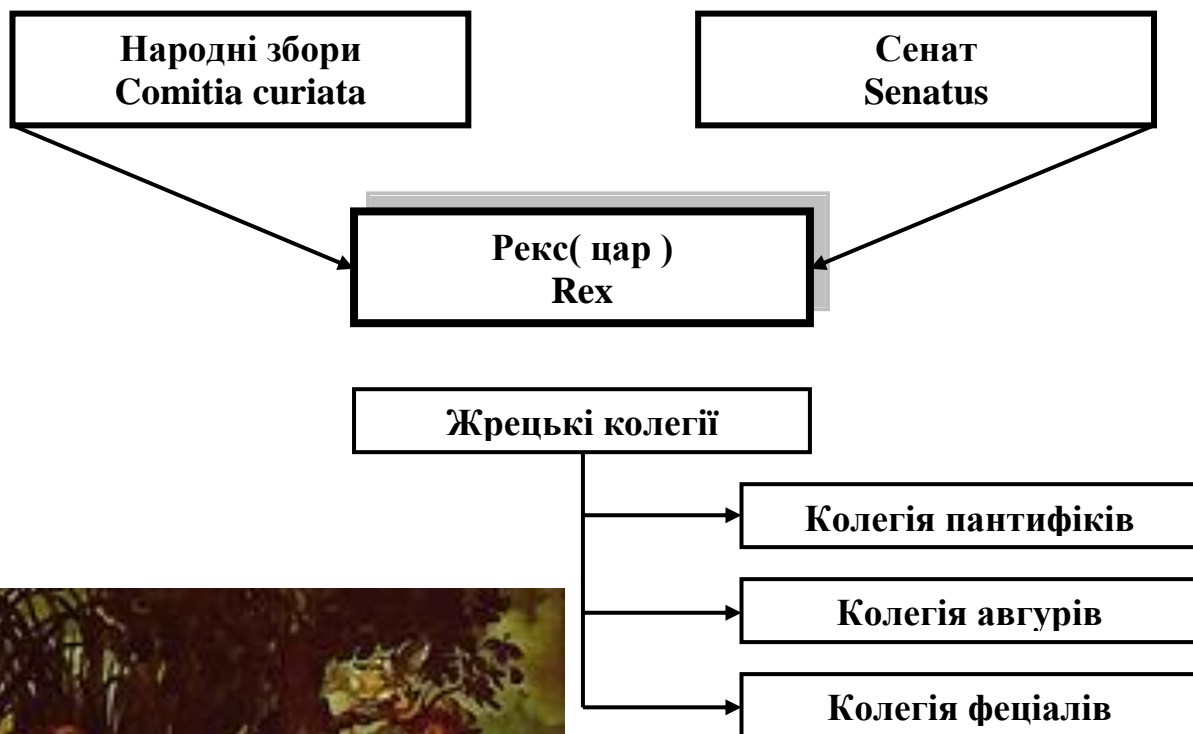 Народні збори
Comitia curiata
Сенат
Senatus
Рекс( цар )
Rex
Жрецькі колегії
Колегія пантифіків
Колегія авгурів
Колегія феціалів